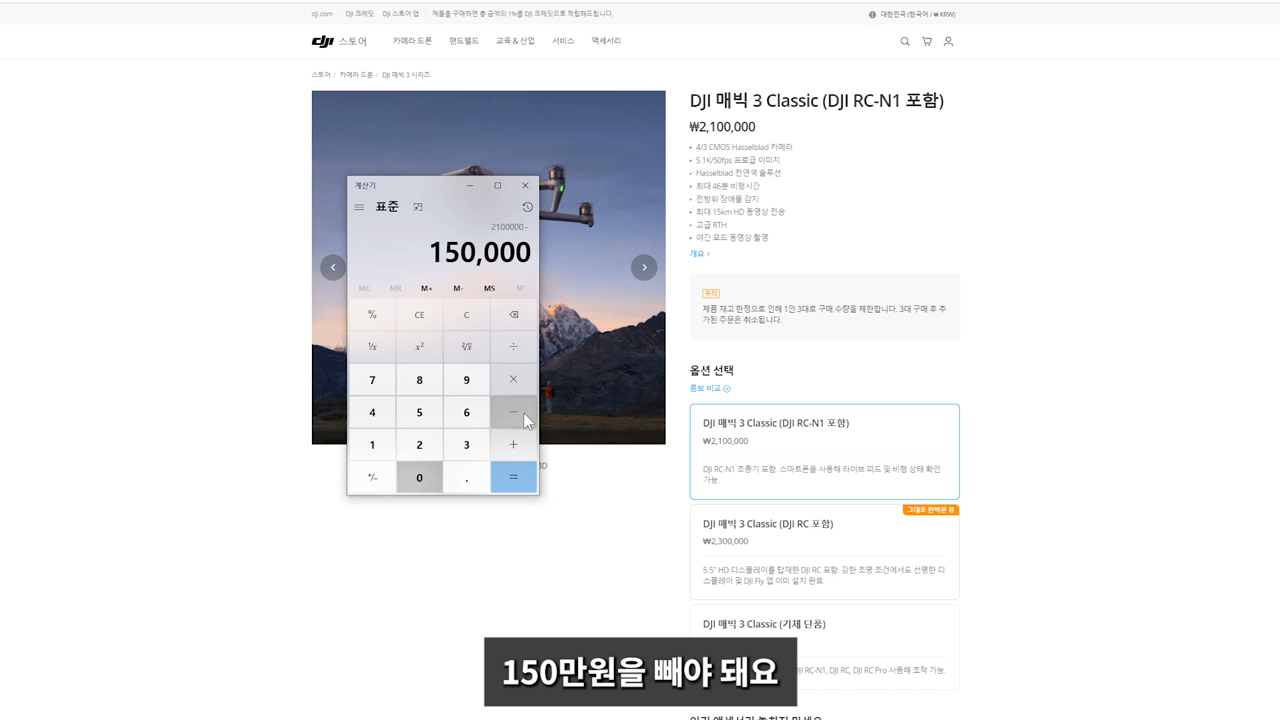 dji.com DJI 크레딧 DJI 스토어 앱 제품을 구매하면 총 금액의 1%를 DJI 크레딧으로 적립해드립니다. 대한민국 (한국어 / ₩ KRW)
dji 스토어 카메라 드론 핸드헬드 교육 & 산업 서비스 액세서리
스토어 / 카메라 드론 / DJI 매빅 3 시리즈
DJI 매빅 3 Classic (DJI RC-N1 포함)
₩2,100,000
• 4/3 CMOS Hasselblad 카메라
• 5.1K/50fps 프로급 이미지
• Hasselblad 천연색 솔루션
• 최대 46분 비행시간
• 전방위 장애물 감지
• 최대 15km HD 동영상 전송
• 고급 RTH
• 야간 모드 동영상 촬영
개요 >
유의
제품 재고 한정으로 인해 1인 3대로 구매 수량을 제한합니다. 3대 구매 후 추
가된 주문은 취소됩니다.
옵션 선택
콤보 비교
DJI 매빅 3 Classic (DJI RC-N1 포함)
₩2,100,000
DJI RC-N1 조종기 포함. 스마트폰을 사용해 라이브 피드 및 비행 상태 확인
가능
그대로 완벽한 뷰
DJI 매빅 3 Classic (DJI RC 포함)
₩2,300,000
5.5" HD 디스플레이를 탑재한 DJI RC 포함. 강한 조명 조건에서도 선명한 디
스플레이 및 DJI Fly 앱 이미 설치 완료.
DJI 매빅 3 Classic (기체 단품)
RC-N1, DJI RC, DJI RC Pro 사용해 조작 가능.
계산기
표준
2100000 -
150,000
MC MR M+ M- MS M˅
% CE C
¹/x x² ²√x ÷
7 8 9 ×
4 5 6 −
1 2 3 +
+/− 0 . =
3D
150만원을 빼야 돼요